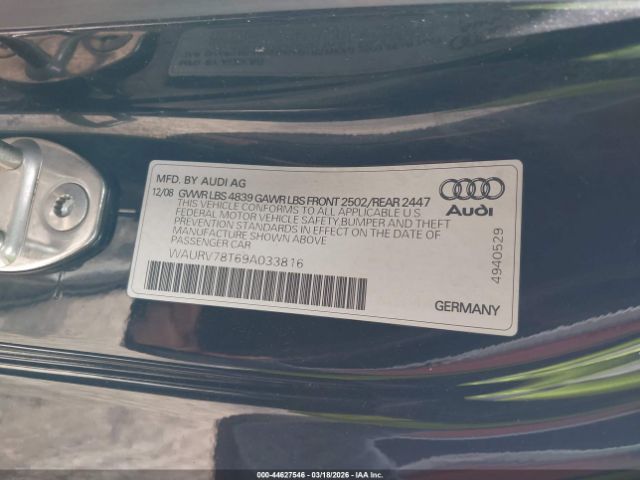 MFD. BY AUDI AG
12/08 GVWR LBS 4839 GAWR LBS FRONT 2502/REAR 2447
THIS VEHICLE CONFORMS TO ALL APPLICABLE U.S.
FEDERAL MOTOR VEHICLE SAFETY,BUMPER AND THEFT
PREVENTION STANDARDS IN EFFECT ON THE DATE OF
MANUFACTURE SHOWN ABOVE
PASSENGER CAR
WAURV78T69A033816
Audi
4940529
GERMANY
000-44627546 — 03/18/2026 — IAA INC.